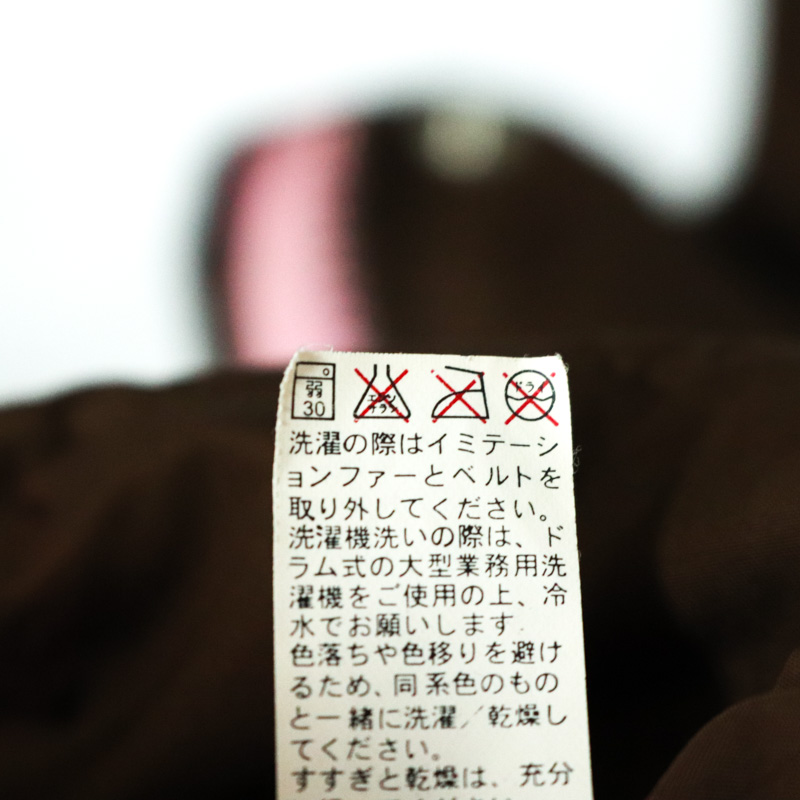 弱
30
エンソ
サラシ
ドライ
洗濯の際はイミテーシ
ョンファーとベルトを
取り外してください。
洗濯機洗いの際は、ド
ラム式の大型業務用洗
濯機をご使用の上、冷
水でお願いします.
色落ちや色移りを避け
るため、同系色のもの
と一緒に洗濯／乾燥し
てください。
すすぎと乾燥は、充分